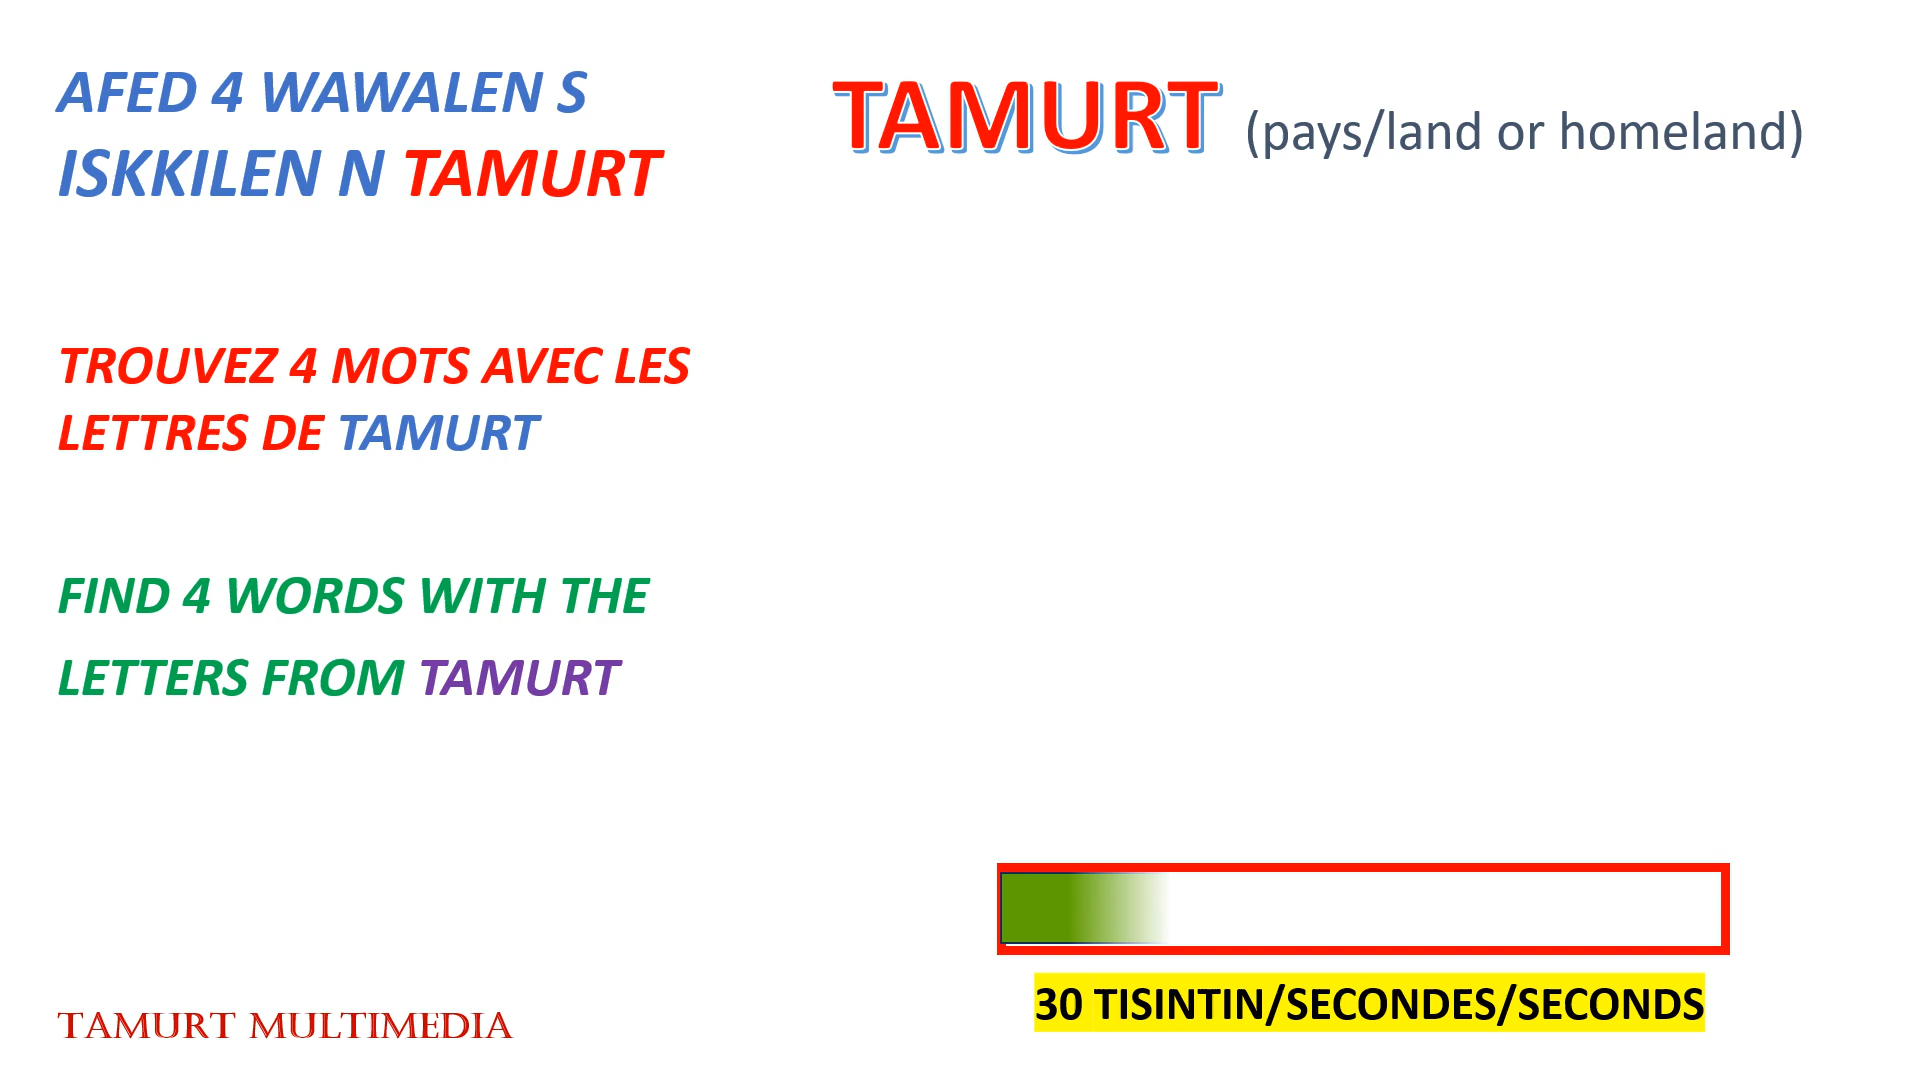 AFED 4 WAWALEN S
ISKKILEN N TAMURT
TAMURT (pays/land or homeland)
TROUVEZ 4 MOTS AVEC LES
LETTRES DE TAMURT
FIND 4 WORDS WITH THE
LETTERS FROM TAMURT
30 TISINTIN/SECONDES/SECONDS
TAMURT MULTIMEDIA